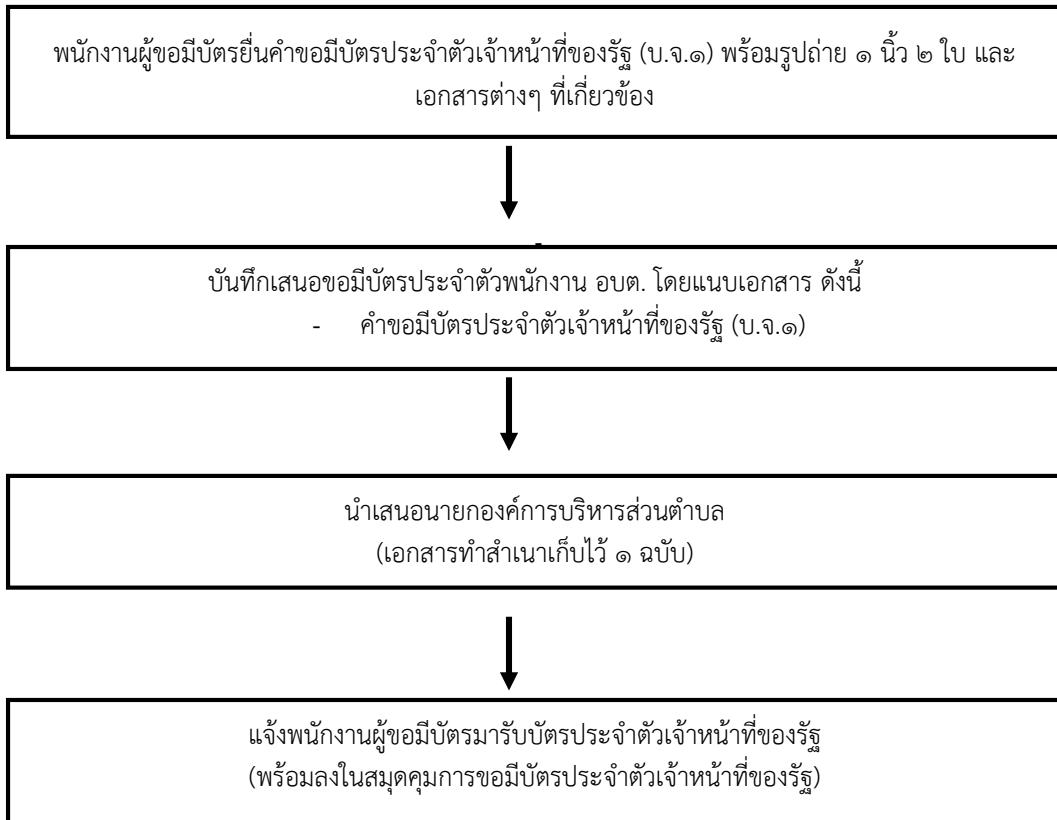 พนักงานผู้ขอมีบัตรยื่นคำขอมีบัตรประจำตัวเจ้าหน้าที่ของรัฐ (บ.จ.๑) พร้อมรูปถ่าย ๑ นิ้ว ๒ ใบ และ
เอกสารต่างๆ ที่เกี่ยวข้อง
บันทึกเสนอขอมีบัตรประจำตัวพนักงาน อบต. โดยแนบเอกสาร ดังนี้
- คำขอมีบัตรประจำตัวเจ้าหน้าที่ของรัฐ (บ.จ.๑)
นำเสนอนายกองค์การบริหารส่วนตำบล
(เอกสารทำสำเนาเก็บไว้ ๑ ฉบับ)
แจ้งพนักงานผู้ขอมีบัตรมารับบัตรประจำตัวเจ้าหน้าที่ของรัฐ
(พร้อมลงในสมุดคุมการขอมีบัตรประจำตัวเจ้าหน้าที่ของรัฐ)